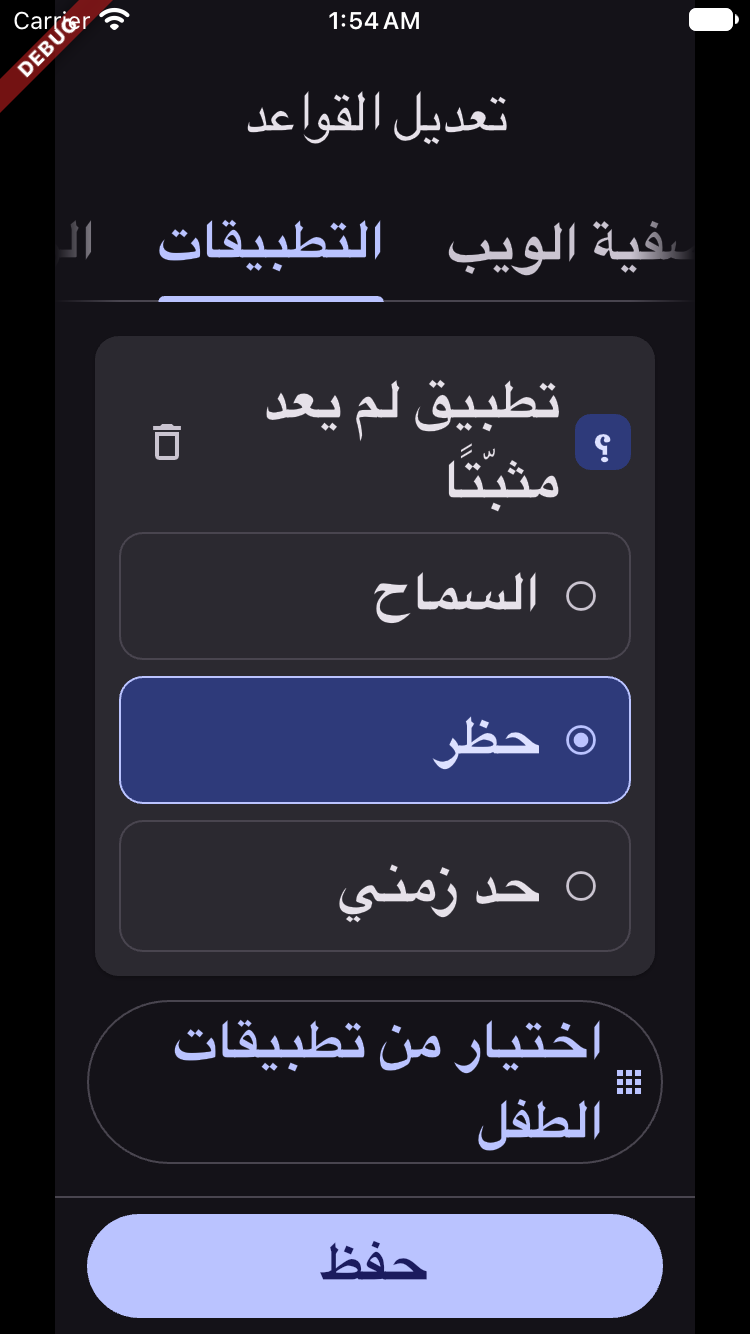 Carrier
1:54 AM
DEBUG
تعديل القواعد
التطبيقات
الويب
تطبيق لم يعد
مثبّتًا
؟
السماح
حظر
حد زمني
اختيار من تطبيقات
الطفل
حفظ